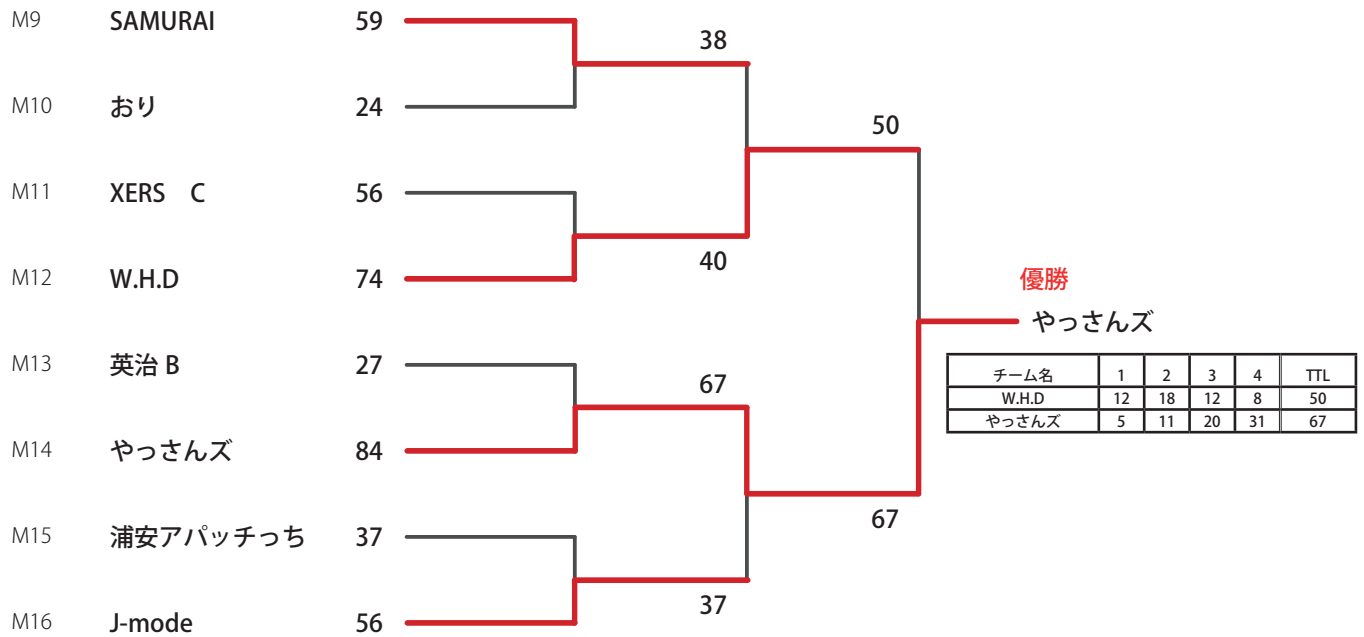 M9 SAMURAI 59
38
M10 おり 24
50
M11 XERS C 56
40
M12 W.H.D 74
優勝
やっさんズ
M13 英治 B 27
67
チーム名 1 2 3 4 TTL
W.H.D 12 18 12 8 50
やっさんズ 5 11 20 31 67
M14 やっさんズ 84
67
M15 浦安アパッチっち 37
37
M16 J-mode 56